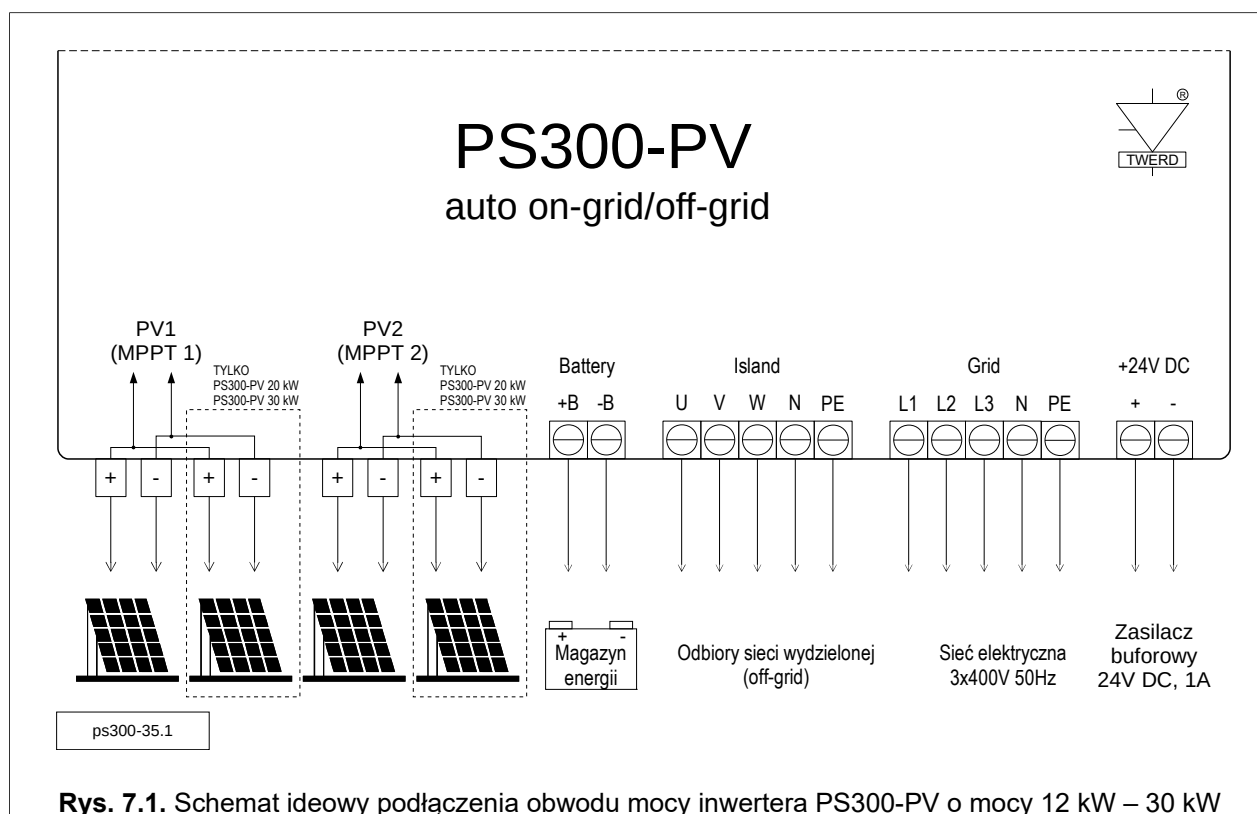 PS300-PV
auto on-grid/off-grid
®
TWERD
PV1
(MPPT 1)
TYLKO
PS300-PV 20 kW
PS300-PV 30 kW
PV2
(MPPT 2)
TYLKO
PS300-PV 20 kW
PS300-PV 30 kW
Battery
+B -B
Island
U V W N PE
Grid
L1 L2 L3 N PE
+24V DC
+ -
+ - + -
+ - + -
+ -
Magazyn
energii
Odbiory sieci wydzielonej
(off-grid)
Sieć elektryczna
3x400V 50Hz
Zasilacz
buforowy
24V DC, 1A
ps300-35.1
Rys. 7.1. Schemat ideowy podłączenia obwodu mocy inwertera PS300-PV o mocy 12 kW – 30 kW